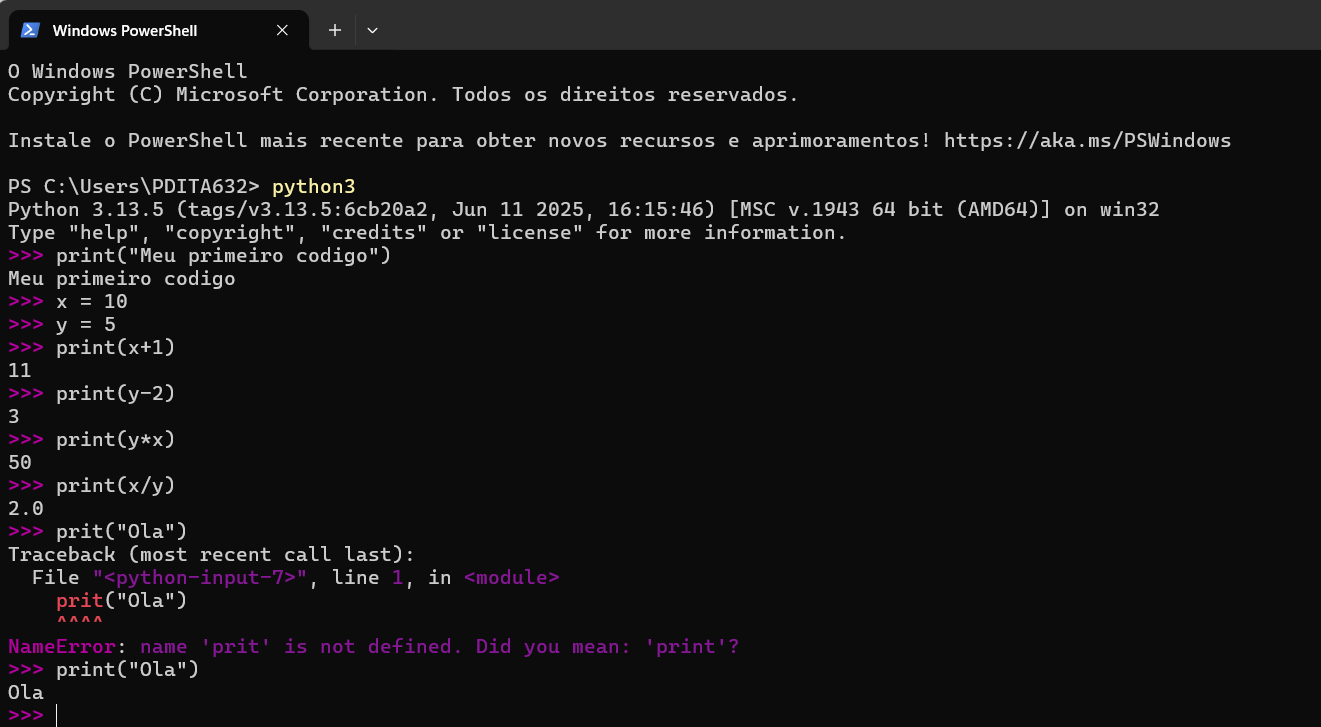 Windows PowerShell
O Windows PowerShell
Copyright (C) Microsoft Corporation. Todos os direitos reservados.
Instale o PowerShell mais recente para obter novos recursos e aprimoramentos! https://aka.ms/PSWindows
PS C:\Users\PDITA632> python3
Python 3.13.5 (tags/v3.13.5:6cb20a2, Jun 11 2025, 16:15:46) [MSC v.1943 64 bit (AMD64)] on win32
Type "help", "copyright", "credits" or "license" for more information.
>>> print("Meu primeiro codigo")
Meu primeiro codigo
>>> x = 10
>>> y = 5
>>> print(x+1)
11
>>> print(y-2)
3
>>> print(y*x)
50
>>> print(x/y)
2.0
>>> prit("Ola")
Traceback (most recent call last):
  File "<python-input-7>", line 1, in <module>
    prit("Ola")
    ^^^^
NameError: name 'prit' is not defined. Did you mean: 'print'?
>>> print("Ola")
Ola
>>>